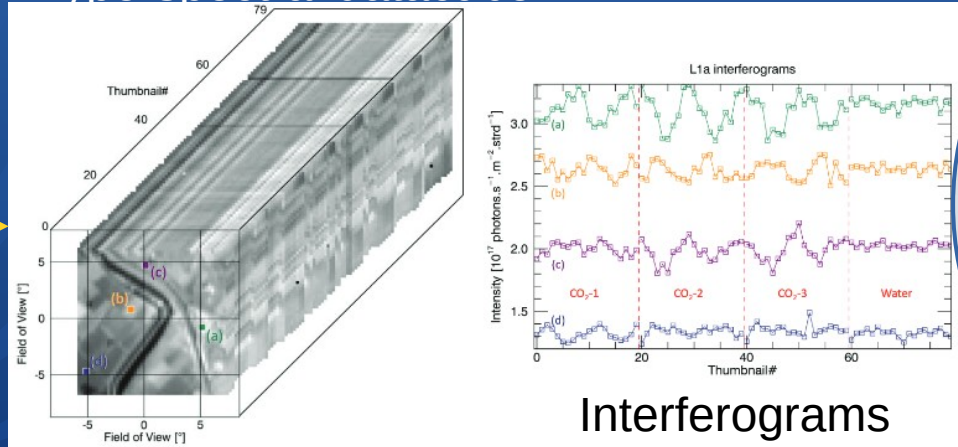 79
60
Thumbnail#
40
20
0
5
0
-5
Field of View [°]
-5
0
5
Field of View [°]
(a)
(b)
(c)
(d)
L1a interferograms
Intensity [10¹⁷ photons.s⁻¹.m⁻².strd⁻¹]
3.0
2.5
2.0
1.5
(a)
(b)
(c)
(d)
CO₂-1
CO₂-2
CO₂-3
Water
0
20
40
60
Thumbnail#
Interferograms